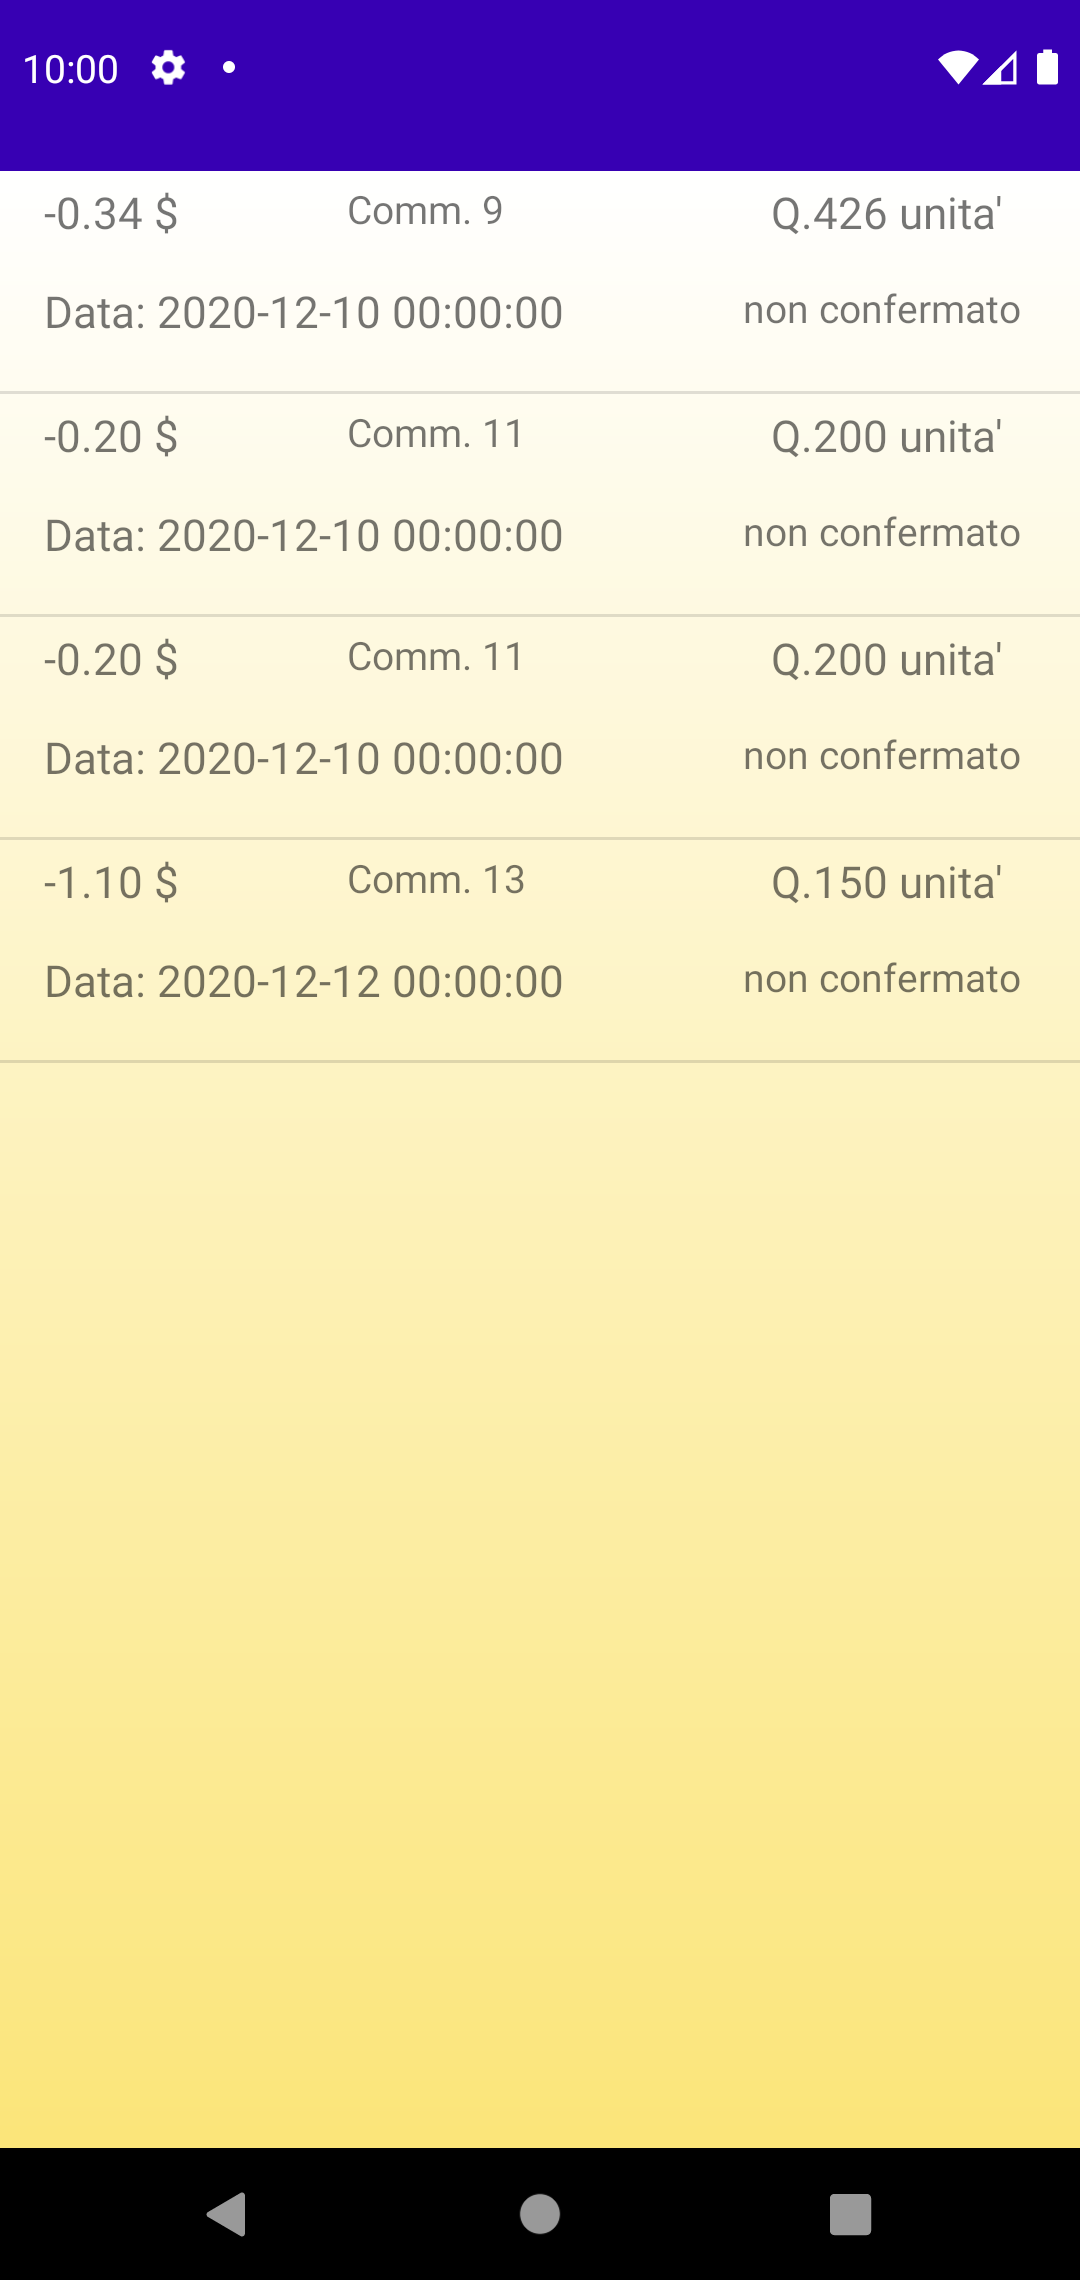 10:00
-0.34 $ Comm. 9 Q.426 unita'
Data: 2020-12-10 00:00:00 non confermato
-0.20 $ Comm. 11 Q.200 unita'
Data: 2020-12-10 00:00:00 non confermato
-0.20 $ Comm. 11 Q.200 unita'
Data: 2020-12-10 00:00:00 non confermato
-1.10 $ Comm. 13 Q.150 unita'
Data: 2020-12-12 00:00:00 non confermato